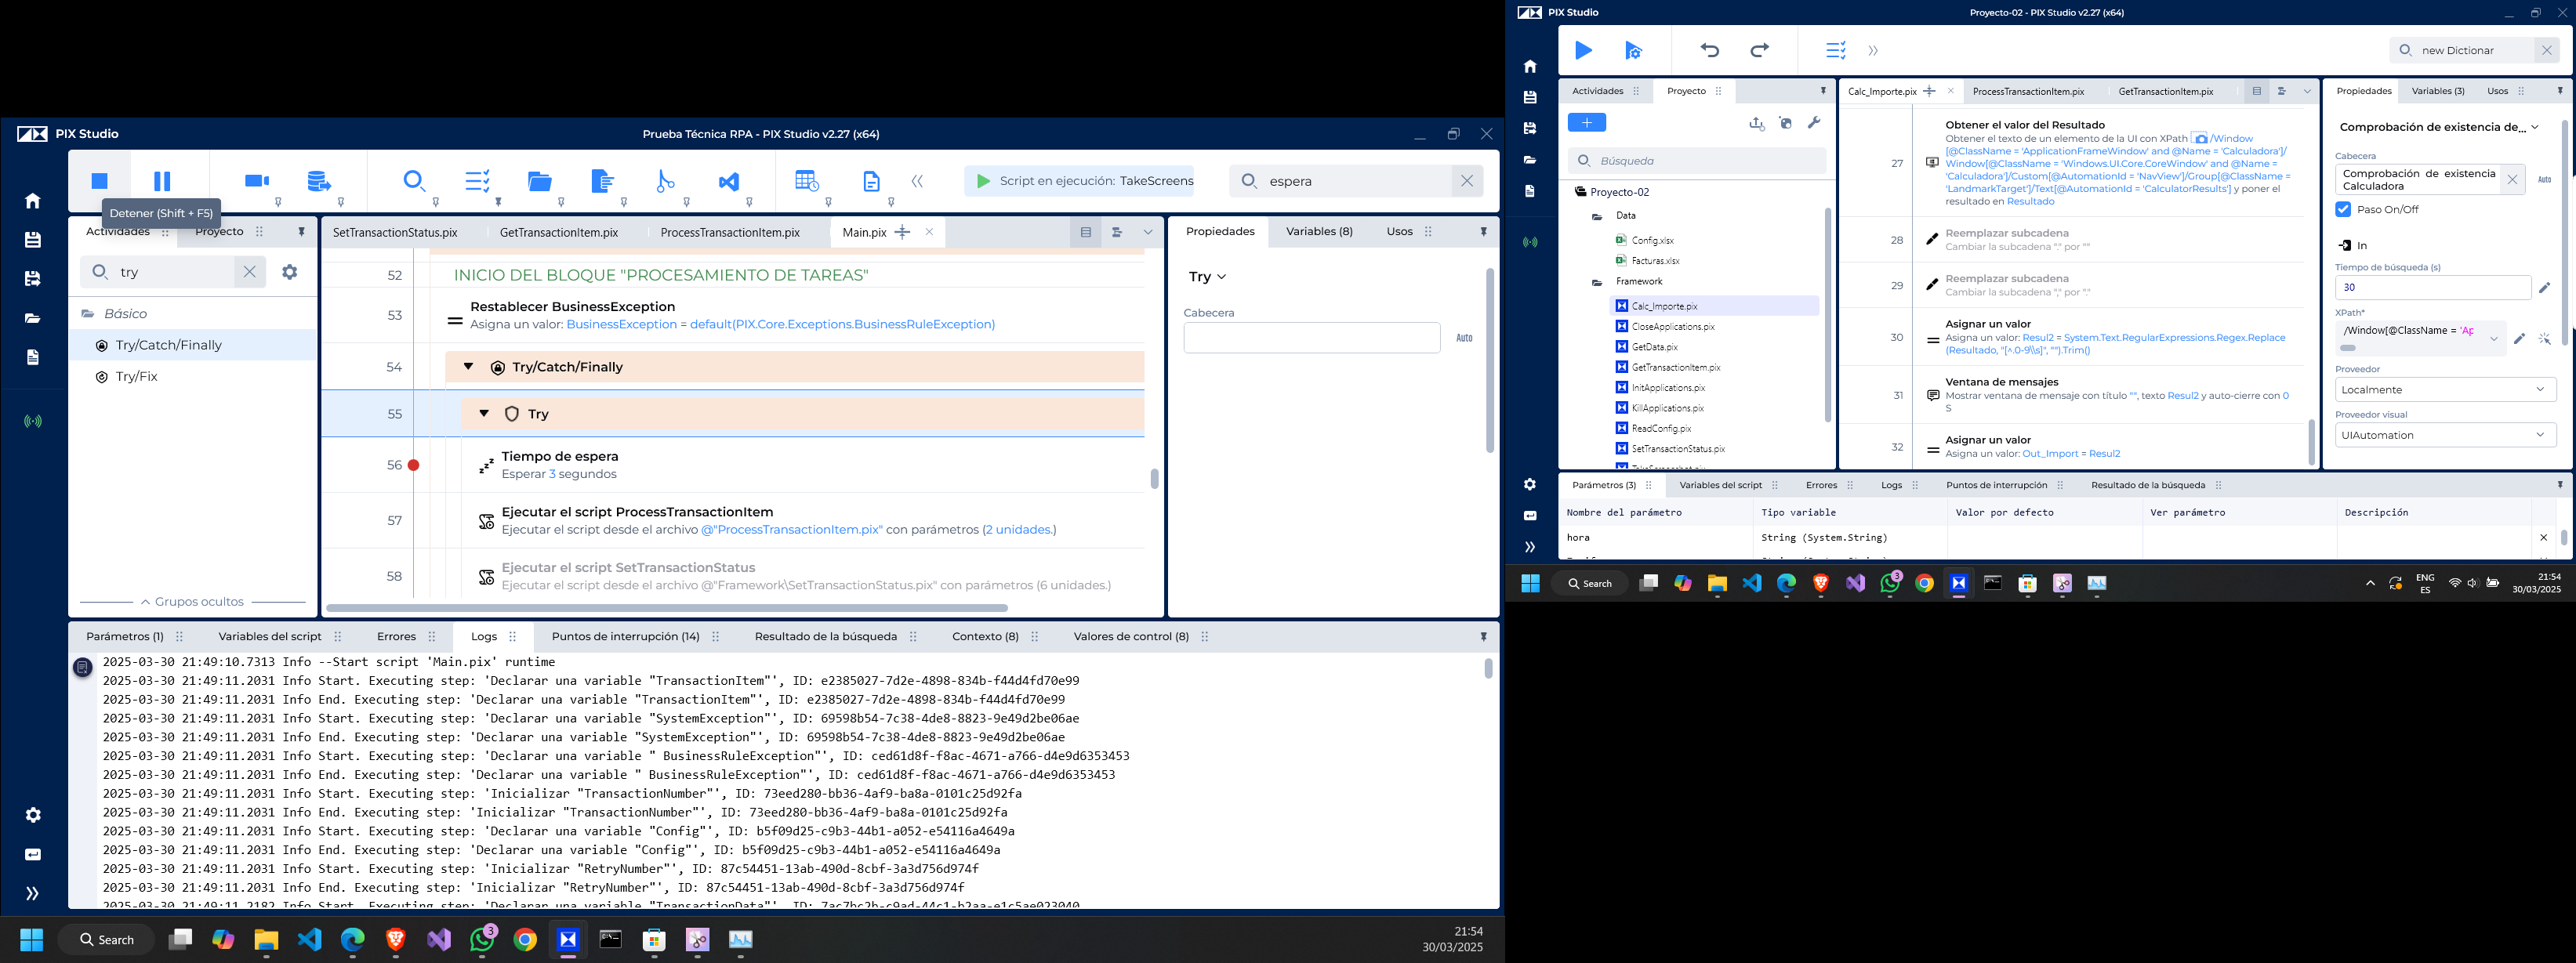 PIX Studio
Prueba Técnica RPA - PIX Studio v2.27 (x64)
Script en ejecución: TakeScreens
espera
Detener (Shift + F5)
Actividades
Proyecto
try
Básico
Try/Catch/Finally
Try/Fix
Grupos ocultos
SetTransactionStatus.pix
GetTransactionItem.pix
ProcessTransactionItem.pix
Main.pix
52
INICIO DEL BLOQUE "PROCESAMIENTO DE TAREAS"
53
Restablecer BusinessException
Asigna un valor: BusinessException = default(PIX.Core.Exceptions.BusinessRuleException)
54
Try/Catch/Finally
55
Try
56
Tiempo de espera
Esperar 3 segundos
57
Ejecutar el script ProcessTransactionItem
Ejecutar el script desde el archivo @"ProcessTransactionItem.pix" con parámetros (2 unidades.)
58
Ejecutar el script SetTransactionStatus
Ejecutar el script desde el archivo @"Framework\SetTransactionStatus.pix" con parámetros (6 unidades.)
Propiedades
Variables (8)
Usos
Try
Cabecera
Auto
Parámetros (1)
Variables del script
Errores
Logs
Puntos de interrupción (14)
Resultado de la búsqueda
Contexto (8)
Valores de control (8)
2025-03-30 21:49:10.7313 Info --Start script 'Main.pix' runtime
2025-03-30 21:49:11.2031 Info Start. Executing step: 'Declarar una variable "TransactionItem"', ID: e2385027-7d2e-4898-834b-f44d4fd70e99
2025-03-30 21:49:11.2031 Info End. Executing step: 'Declarar una variable "TransactionItem"', ID: e2385027-7d2e-4898-834b-f44d4fd70e99
2025-03-30 21:49:11.2031 Info Start. Executing step: 'Declarar una variable "SystemException"', ID: 69598b54-7c38-4de8-8823-9e49d2be06ae
2025-03-30 21:49:11.2031 Info End. Executing step: 'Declarar una variable "SystemException"', ID: 69598b54-7c38-4de8-8823-9e49d2be06ae
2025-03-30 21:49:11.2031 Info Start. Executing step: 'Declarar una variable " BusinessRuleException"', ID: ced61d8f-f8ac-4671-a766-d4e9d6353453
2025-03-30 21:49:11.2031 Info End. Executing step: 'Declarar una variable " BusinessRuleException"', ID: ced61d8f-f8ac-4671-a766-d4e9d6353453
2025-03-30 21:49:11.2031 Info Start. Executing step: 'Inicializar "TransactionNumber"', ID: 73eed280-bb36-4af9-ba8a-0101c25d92fa
2025-03-30 21:49:11.2031 Info End. Executing step: 'Inicializar "TransactionNumber"', ID: 73eed280-bb36-4af9-ba8a-0101c25d92fa
2025-03-30 21:49:11.2031 Info Start. Executing step: 'Declarar una variable "Config"', ID: b5f09d25-c9b3-44b1-a052-e54116a4649a
2025-03-30 21:49:11.2031 Info End. Executing step: 'Declarar una variable "Config"', ID: b5f09d25-c9b3-44b1-a052-e54116a4649a
2025-03-30 21:49:11.2031 Info Start. Executing step: 'Inicializar "RetryNumber"', ID: 87c54451-13ab-490d-8cbf-3a3d756d974f
2025-03-30 21:49:11.2031 Info End. Executing step: 'Inicializar "RetryNumber"', ID: 87c54451-13ab-490d-8cbf-3a3d756d974f
2025-03-30 21:49:11.2182 Info Start. Executing step: 'Declarar una variable "TransactionData"', ID: 7ac7bc2b-c9ad-44c1-b2aa-e1c5ae023040
Search
3
21:54
30/03/2025
PIX Studio
Proyecto-02 - PIX Studio v2.27 (x64)
new Dictionar
Actividades
Proyecto
Búsqueda
Proyecto-02
Data
Config.xlsx
Facturas.xlsx
Framework
Calc_Importe.pix
CloseApplications.pix
GetData.pix
GetTransactionItem.pix
InitApplications.pix
KillApplications.pix
ReadConfig.pix
SetTransactionStatus.pix
Calc_Importe.pix
ProcessTransactionItem.pix
GetTransactionItem.pix
27
Obtener el valor del Resultado
Obtener el texto de un elemento de la UI con XPath /Window
[@ClassName = 'ApplicationFrameWindow' and @Name = 'Calculadora']/
Window[@ClassName = 'Windows.UI.Core.CoreWindow' and @Name =
'Calculadora']/Custom[@AutomationId = 'NavView']/Group[@ClassName =
'LandmarkTarget']/Text[@AutomationId = 'CalculatorResults'] y poner el
resultado en Resultado
28
Reemplazar subcadena
Cambiar la subcadena "." por ""
29
Reemplazar subcadena
Cambiar la subcadena "," por "."
30
Asignar un valor
Asigna un valor: Resul2 = System.Text.RegularExpressions.Regex.Replace
(Resultado, "[^.0-9\\s]", "").Trim()
31
Ventana de mensajes
Mostrar ventana de mensaje con título "", texto Resul2 y auto-cierre con 0
S
32
Asignar un valor
Asigna un valor: Out_Import = Resul2
Propiedades
Variables (3)
Usos
Comprobación de existencia de...
Cabecera
Comprobación de existencia
Calculadora
Auto
Paso On/Off
In
Tiempo de búsqueda (s)
30
XPath*
/Window[@ClassName = 'Ap
Proveedor
Localmente
Proveedor visual
UIAutomation
Parámetros (3)
Variables del script
Errores
Logs
Puntos de interrupción
Resultado de la búsqueda
Nombre del parámetro
Tipo variable
Valor por defecto
Ver parámetro
Descripción
hora
String (System.String)
Search
3
ENG
ES
21:54
30/03/2025